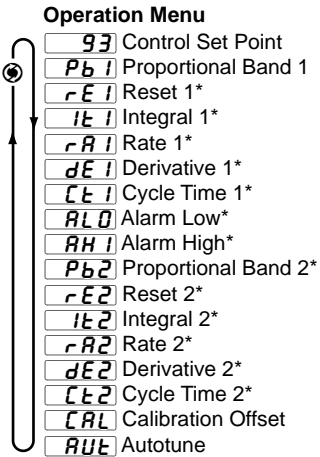 Operation Menu
93 Control Set Point
Pb1 Proportional Band 1
rE1 Reset 1*
It1 Integral 1*
rA1 Rate 1*
dE1 Derivative 1*
Ct1 Cycle Time 1*
ALO Alarm Low*
AHI Alarm High*
Pb2 Proportional Band 2*
rE2 Reset 2*
It2 Integral 2*
rA2 Rate 2*
dE2 Derivative 2*
Ct2 Cycle Time 2*
CAL Calibration Offset
AUt Autotune